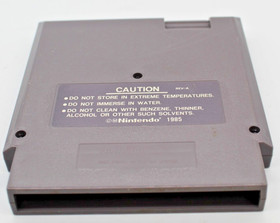 CAUTION REV-A
• DO NOT STORE IN EXTREME TEMPERATURES.
• DO NOT IMMERSE IN WATER.
• DO NOT CLEAN WITH BENZENE, THINNER,
ALCOHOL OR OTHER SUCH SOLVENTS.
©Ⓜ Nintendo® 1985